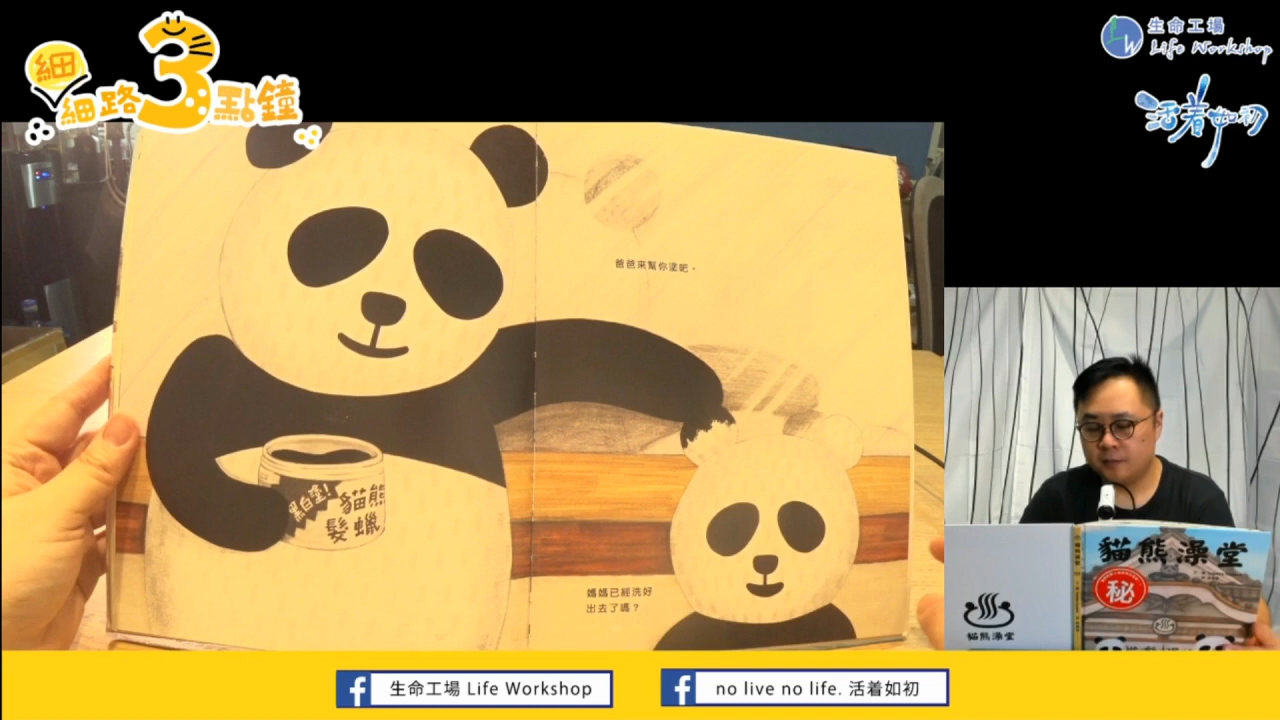 細
細路3點鐘
生命工場
Life Workshop
活着如初
爸爸來幫你塗吧。
黑白塗!
貓熊
髮蠟
媽媽已經洗好
出去了嗎？
貓熊澡堂
秘
貓熊澡堂
生命工場 Life Workshop
no live no life. 活着如初